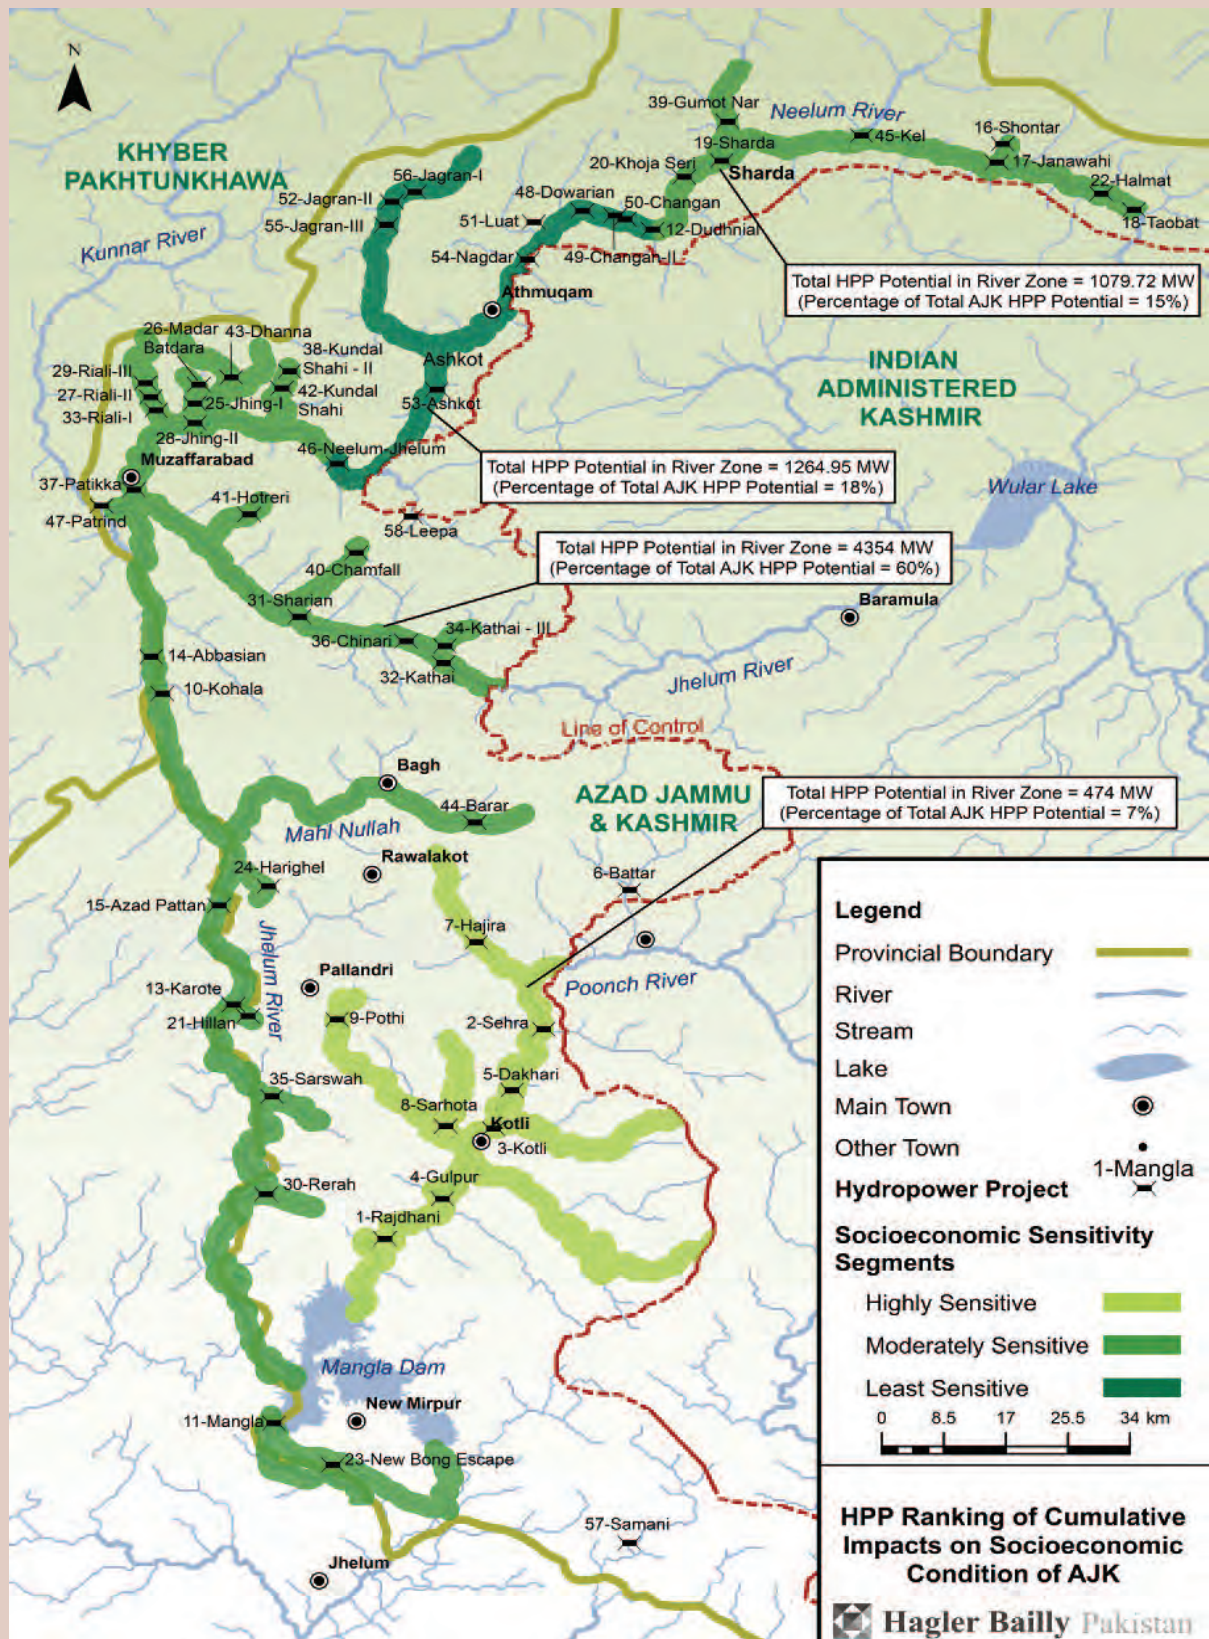 N
39-Gumot Nar
Neelum River
16-Shontar
45-Kel
19-Sharda
17-Janawahi
KHYBER
PAKHTUNKHAWA
20-Khoja Seri
Sharda
56-Jagran-I
22-Halmat
52-Jagran-II
48-Dowarian
50-Changan
18-Taobat
55-Jagran-III
51-Luat
12-Dudhnial
Kunnar River
54-Nagdar
49-Changan-II
Total HPP Potential in River Zone = 1079.72 MW
(Percentage of Total AJK HPP Potential = 15%)
Athmuqam
26-Madar
Batdara
43-Dhanna
38-Kundal
Shahi - II
Ashkot
INDIAN
ADMINISTERED
KASHMIR
29-Riali-III
27-Riali-II
42-Kundal
Shahi
33-Riali-I
25-Jhing-I
53-Ashkot
28-Jhing-II
46-Neelum-Jhelum
Muzaffarabad
Total HPP Potential in River Zone = 1264.95 MW
(Percentage of Total AJK HPP Potential = 18%)
37-Patikka
41-Hotreri
Wular Lake
47-Patrind
58-Leepa
Total HPP Potential in River Zone = 4354 MW
(Percentage of Total AJK HPP Potential = 60%)
40-Chamfall
31-Sharian
Baramula
34-Kathai - III
36-Chinari
14-Abbasian
32-Kathai
Jhelum River
10-Kohala
Line of Control
Bagh
AZAD JAMMU
& KASHMIR
Total HPP Potential in River Zone = 474 MW
(Percentage of Total AJK HPP Potential = 7%)
44-Barar
Mahl Nullah
Rawalakot
24-Harighel
6-Battar
15-Azad Pattan
7-Hajira
Jhelum River
Pallandri
Poonch River
13-Karote
21-Hillan
9-Pothi
2-Sehra
35-Sarswah
5-Dakhari
8-Sarhota
Kotli
3-Kotli
30-Rerah
4-Gulpur
1-Rajdhani
Mangla Dam
New Mirpur
11-Mangla
23-New Bong Escape
57-Samani
Jhelum
Legend
Provincial Boundary
River
Stream
Lake
Main Town
Other Town
1-Mangla
Hydropower Project
Socioeconomic Sensitivity
Segments
Highly Sensitive
Moderately Sensitive
Least Sensitive
0 8.5 17 25.5 34 km
HPP Ranking of Cumulative
Impacts on Socioeconomic
Condition of AJK
Hagler Bailly Pakistan